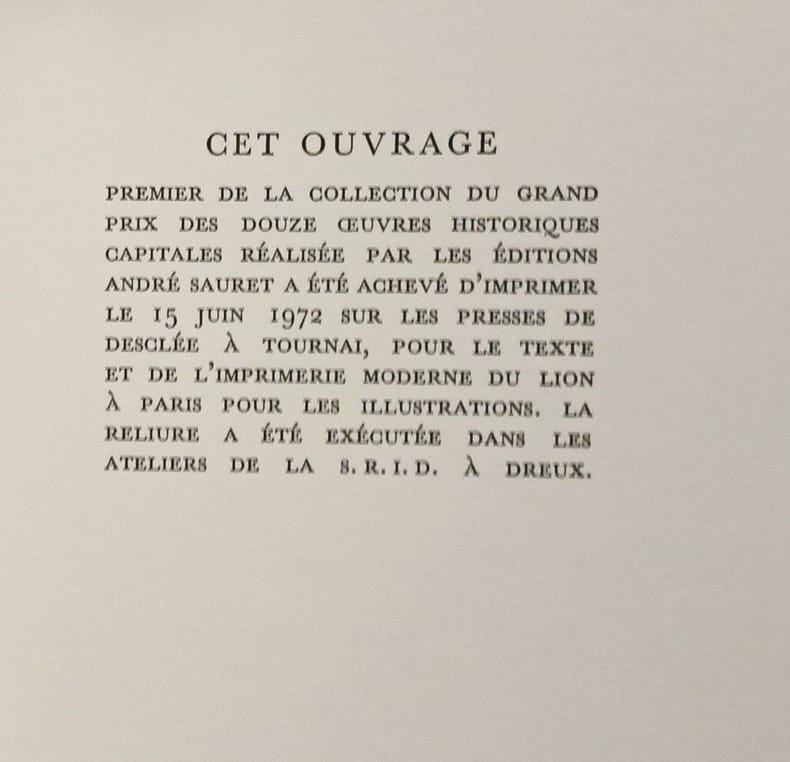 CET OUVRAGE
PREMIER DE LA COLLECTION DU GRAND
PRIX DES DOUZE ŒUVRES HISTORIQUES
CAPITALES RÉALISÉE PAR LES ÉDITIONS
ANDRÉ SAURET A ÉTÉ ACHEVÉ D'IMPRIMER
LE 15 JUIN 1972 SUR LES PRESSES DE
DESCLÉE À TOURNAI, POUR LE TEXTE
ET DE L'IMPRIMERIE MODERNE DU LION
À PARIS POUR LES ILLUSTRATIONS. LA
RELIURE A ÉTÉ EXÉCUTÉE DANS LES
ATELIERS DE LA S.R.I.D. À DREUX.